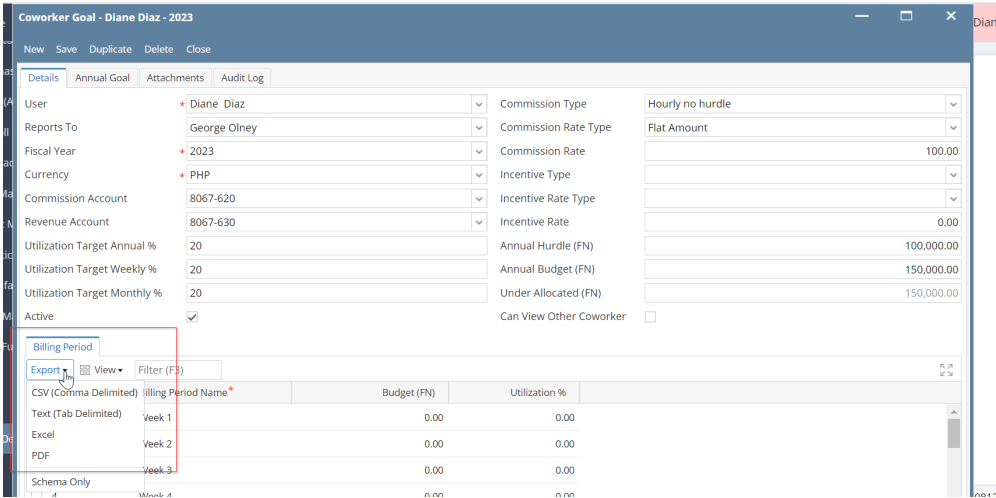 Coworker Goal - Diane Diaz - 2023
Dian
New Save Duplicate Delete Close
Details Annual Goal Attachments Audit Log
User * Diane Diaz Commission Type Hourly no hurdle
Reports To George Olney Commission Rate Type Flat Amount
Fiscal Year * 2023 Commission Rate 100.00
Currency * PHP Incentive Type
Commission Account 8067-620 Incentive Rate Type
Revenue Account 8067-630 Incentive Rate 0.00
Utilization Target Annual % 20 Annual Hurdle (FN) 100,000.00
Utilization Target Weekly % 20 Annual Budget (FN) 150,000.00
Utilization Target Monthly % 20 Under Allocated (FN) 150,000.00
Active Can View Other Coworker
Billing Period
Export View Filter (F3)
CSV (Comma Delimited) illing Period Name * Budget (FN) Utilization %
Text (Tab Delimited) Week 1 0.00 0.00
Excel
Week 2 0.00 0.00
PDF
Week 3 0.00 0.00
Schema Only
4 Week 4 0.00 0.00